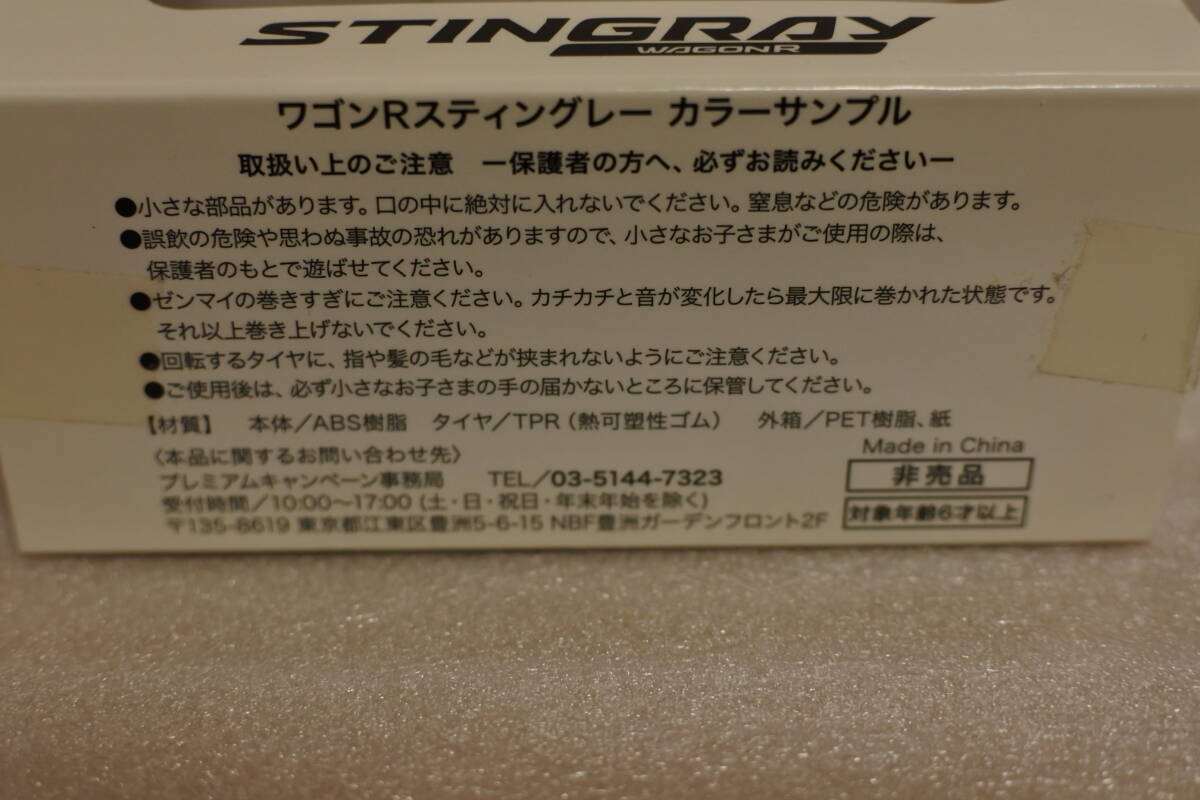 STINGRAY
WAGONR
ワゴンRスティングレー カラーサンプル
取扱い上のご注意 ー保護者の方へ、必ずお読みくださいー
●小さな部品があります。口の中に絶対に入れないでください。窒息などの危険があります。
●誤飲の危険や思わぬ事故の恐れがありますので、小さなお子さまがご使用の際は、
保護者のもとで遊ばせてください。
●ゼンマイの巻きすぎにご注意ください。カチカチと音が変化したら最大限に巻かれた状態です。
それ以上巻き上げないでください。
●回転するタイヤに、指や髪の毛などが挟まれないようにご注意ください。
●ご使用後は、必ず小さなお子さまの手の届かないところに保管してください。
【材質】 本体／ABS樹脂 タイヤ／TPR（熱可塑性ゴム） 外箱／PET樹脂、紙
Made in China
〈本品に関するお問い合わせ先〉
プレミアムキャンペーン事務局 TEL／03-5144-7323
非売品
受付時間／10:00〜17:00 (土・日・祝日・年末年始を除く)
〒135-8619 東京都江東区豊洲5-6-15 NBF豊洲ガーデンフロント2F
対象年齢6才以上